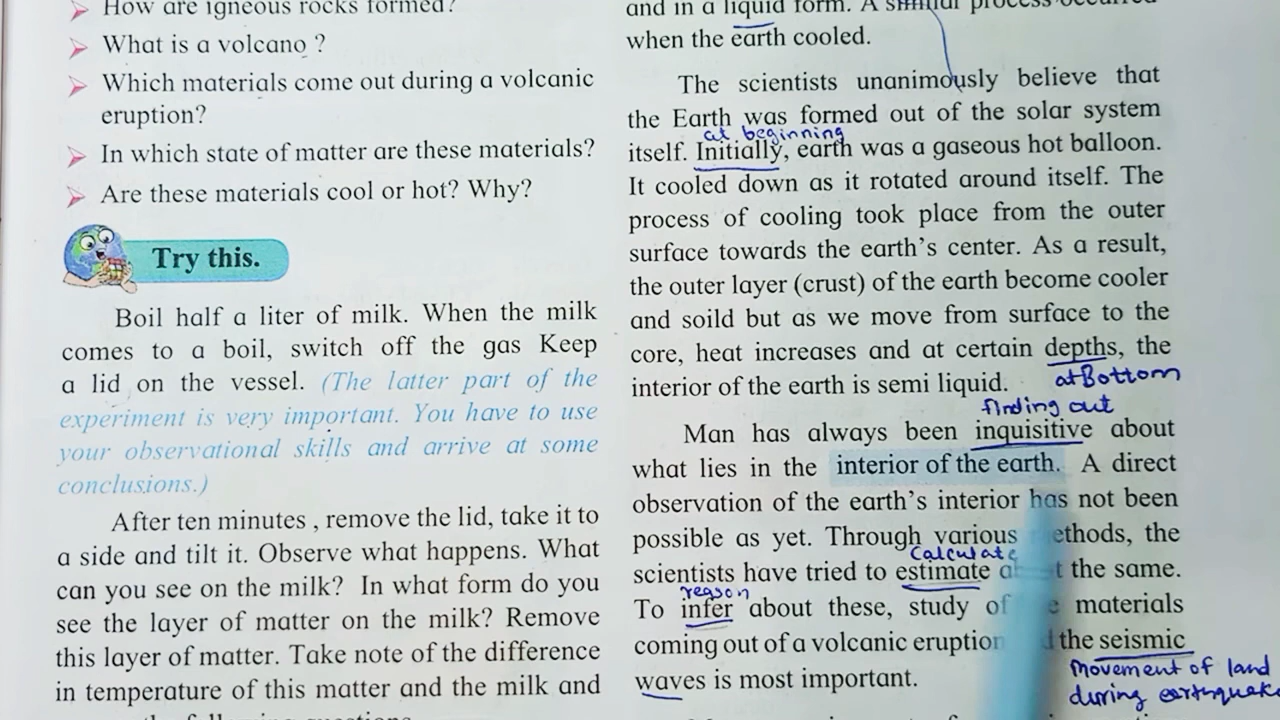 How are igneous rocks formed?
What is a volcano ?
Which materials come out during a volcanic
eruption?
In which state of matter are these materials?
Are these materials cool or hot? Why?
Try this.
Boil half a liter of milk. When the milk
comes to a boil, switch off the gas Keep
a lid on the vessel. (The latter part of the
experiment is very important. You have to use
your observational skills and arrive at some
conclusions.)
After ten minutes , remove the lid, take it to
a side and tilt it. Observe what happens. What
can you see on the milk? In what form do you
see the layer of matter on the milk? Remove
this layer of matter. Take note of the difference
in temperature of this matter and the milk and
the following questions
and in a liquid form. A similar process occurred
when the earth cooled.
The scientists unanimously believe that
the Earth was formed out of the solar system
at beginning
itself. Initially, earth was a gaseous hot balloon.
It cooled down as it rotated around itself. The
process of cooling took place from the outer
surface towards the earth's center. As a result,
the outer layer (crust) of the earth become cooler
and soild but as we move from surface to the
core, heat increases and at certain depths, the
interior of the earth is semi liquid. at Bottom
finding out
Man has always been inquisitive about
what lies in the interior of the earth. A direct
observation of the earth's interior has not been
possible as yet. Through various ethods, the
Calculate
scientists have tried to estimate the same.
reason
To infer about these, study of materials
coming out of a volcanic eruption the seismic
waves is most important.
Movement of land
during earthquake